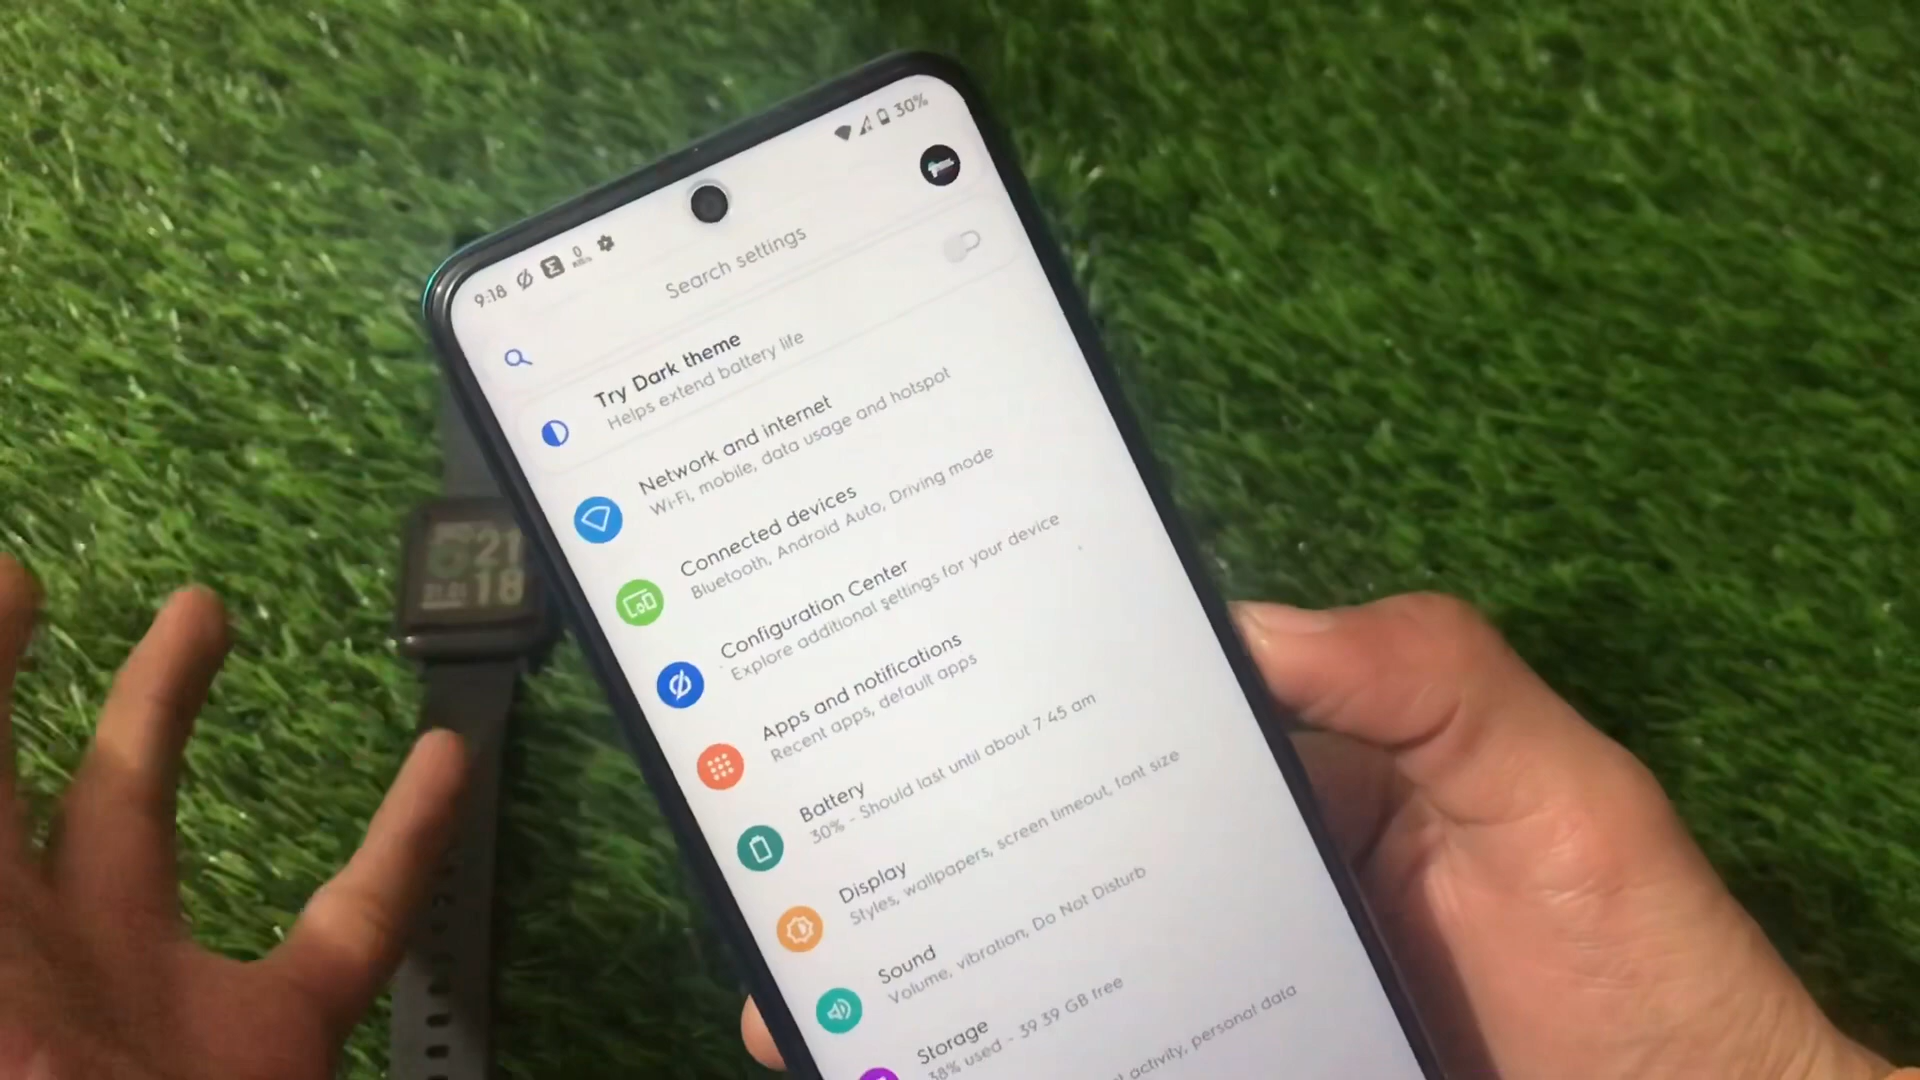 9:18
0
30%
Search settings
Try Dark theme
Helps extend battery life
Network and internet
Wi-Fi, mobile, data usage and hotspot
Connected devices
Bluetooth, Android Auto, Driving mode
Configuration Center
Explore additional settings for your device
Apps and notifications
Recent apps, default apps
Battery
30% - Should last until about 7:45 am
Display
Styles, wallpapers, screen timeout, font size
Sound
Volume, vibration, Do Not Disturb
Storage
38% used - 39.39 GB free
activity, personal data
21
18